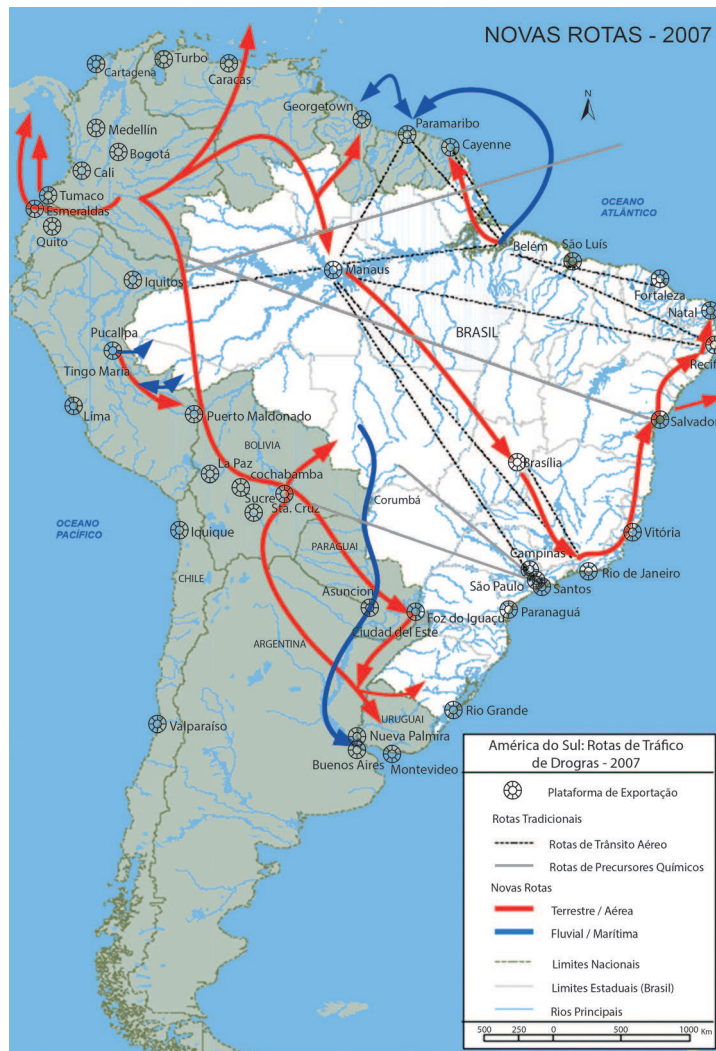 NOVAS ROTAS - 2007
Turbo
Cartagena
Caracas
Georgetown
Paramaribo
Cayenne
Medellín
Bogotá
Cali
Tumaco
Esmeraldas
Quito
OCEANO
ATLÂNTICO
Belém
São Luís
Manaus
Iquitos
Fortaleza
Natal
BRASIL
Pucallpa
Recif
Tingo Maria
Lima
Puerto Maldonado
Salvador
BOLIVIA
La Paz
cochabamba
Brasília
Sucre
Sta. Cruz
Corumbá
OCEANO
PACÍFICO
Iquique
Vitória
PARAGUAI
Campinas
CHILE
São Paulo
Rio de Janeiro
Santos
Asuncion
Foz do Iguaçu
Paranaguá
Ciudad del Este
ARGENTINA
Rio Grande
URUGUAI
Valparaíso
Nueva Palmira
Buenos Aires
Montevideo
América do Sul: Rotas de Tráfico
de Drogras - 2007
Plataforma de Exportação
Rotas Tradicionais
Rotas de Trânsito Aéreo
Rotas de Precursores Químicos
Novas Rotas
Terrestre / Aérea
Fluvial / Marítima
Limites Nacionais
Limites Estaduais (Brasil)
Rios Principais
500 250 0 500 1000 Km